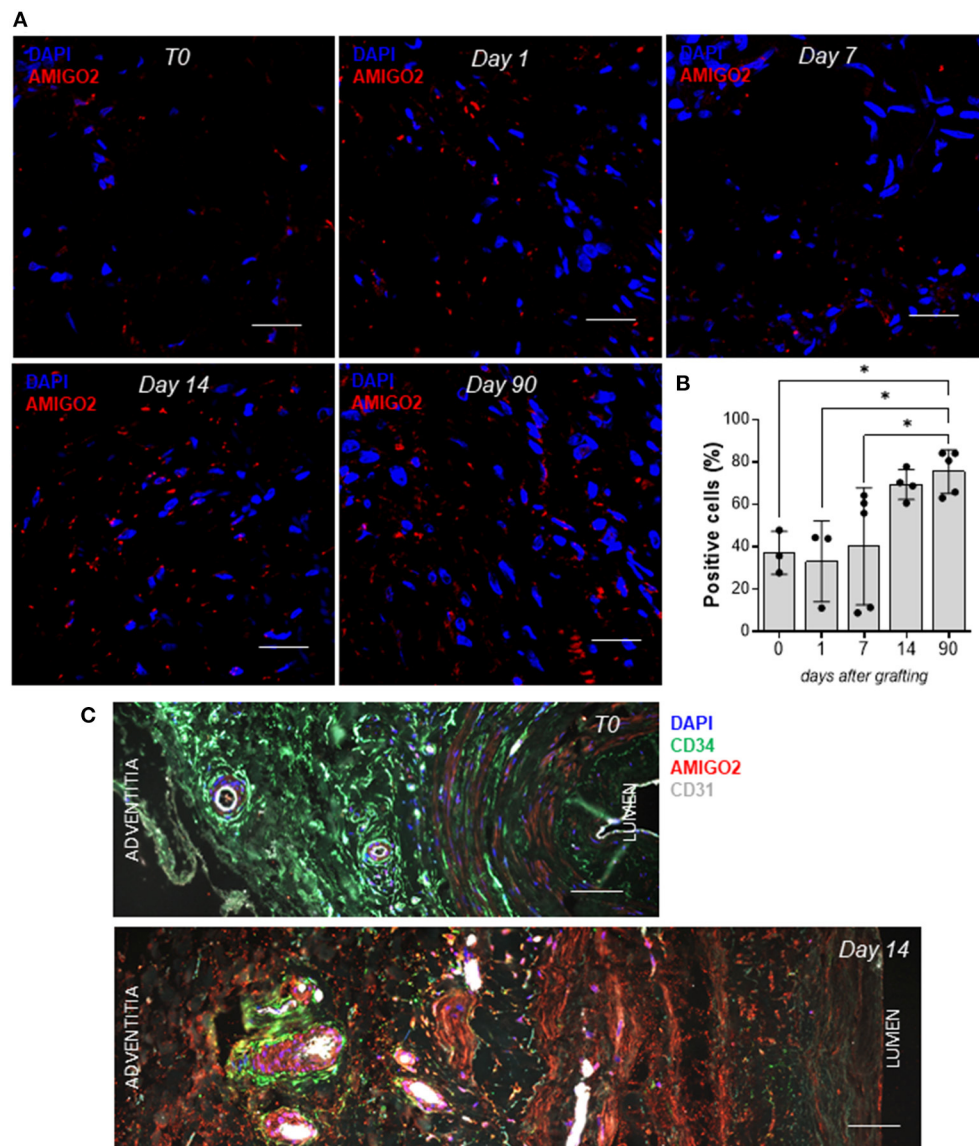 A
DAPI
AMIGO2
T0
DAPI
AMIGO2
Day 1
DAPI
AMIGO2
Day 7
DAPI
AMIGO2
Day 14
DAPI
AMIGO2
Day 90
B
*
*
*
Positive cells (%)
100
80
60
40
20
0
0 1 7 14 90
days after grafting
C
ADVENTITIA
T0
LUMEN
DAPI
CD34
AMIGO2
CD31
ADVENTITIA
Day 14
LUMEN